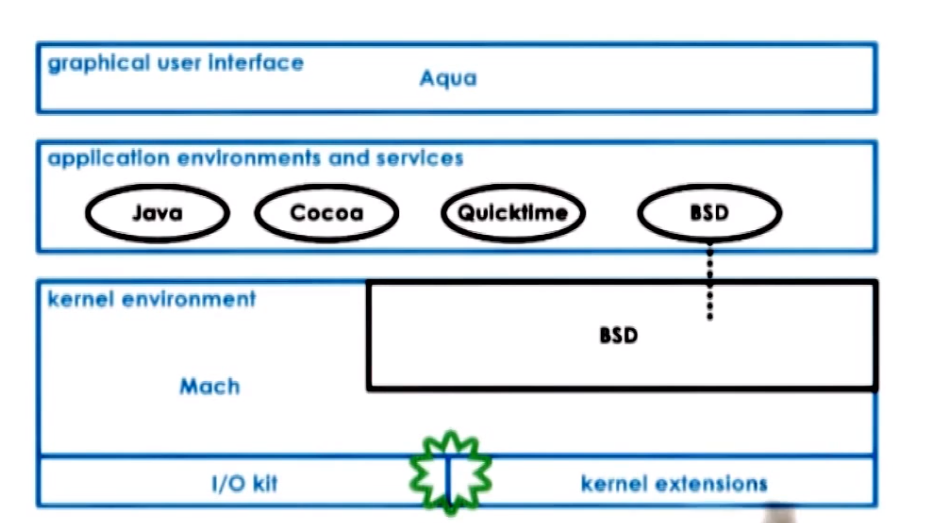 graphical user interface
Aqua
application environments and services
Java Cocoa Quicktime BSD
kernel environment
BSD
Mach
I/O kit kernel extensions